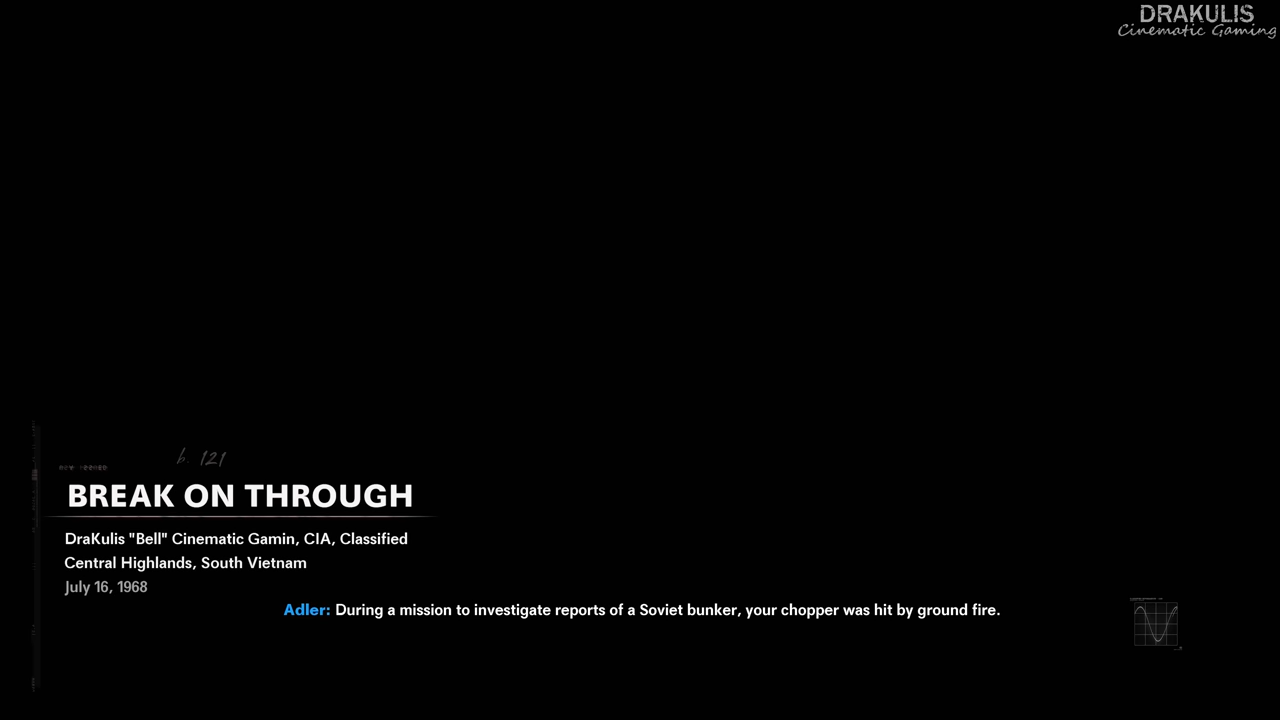 DRAKULIS
Cinematic Gaming
b. 121
BREAK ON THROUGH
DraKulis "Bell" Cinematic Gamin, CIA, Classified
Central Highlands, South Vietnam
July 16, 1968
Adler: During a mission to investigate reports of a Soviet bunker, your chopper was hit by ground fire.